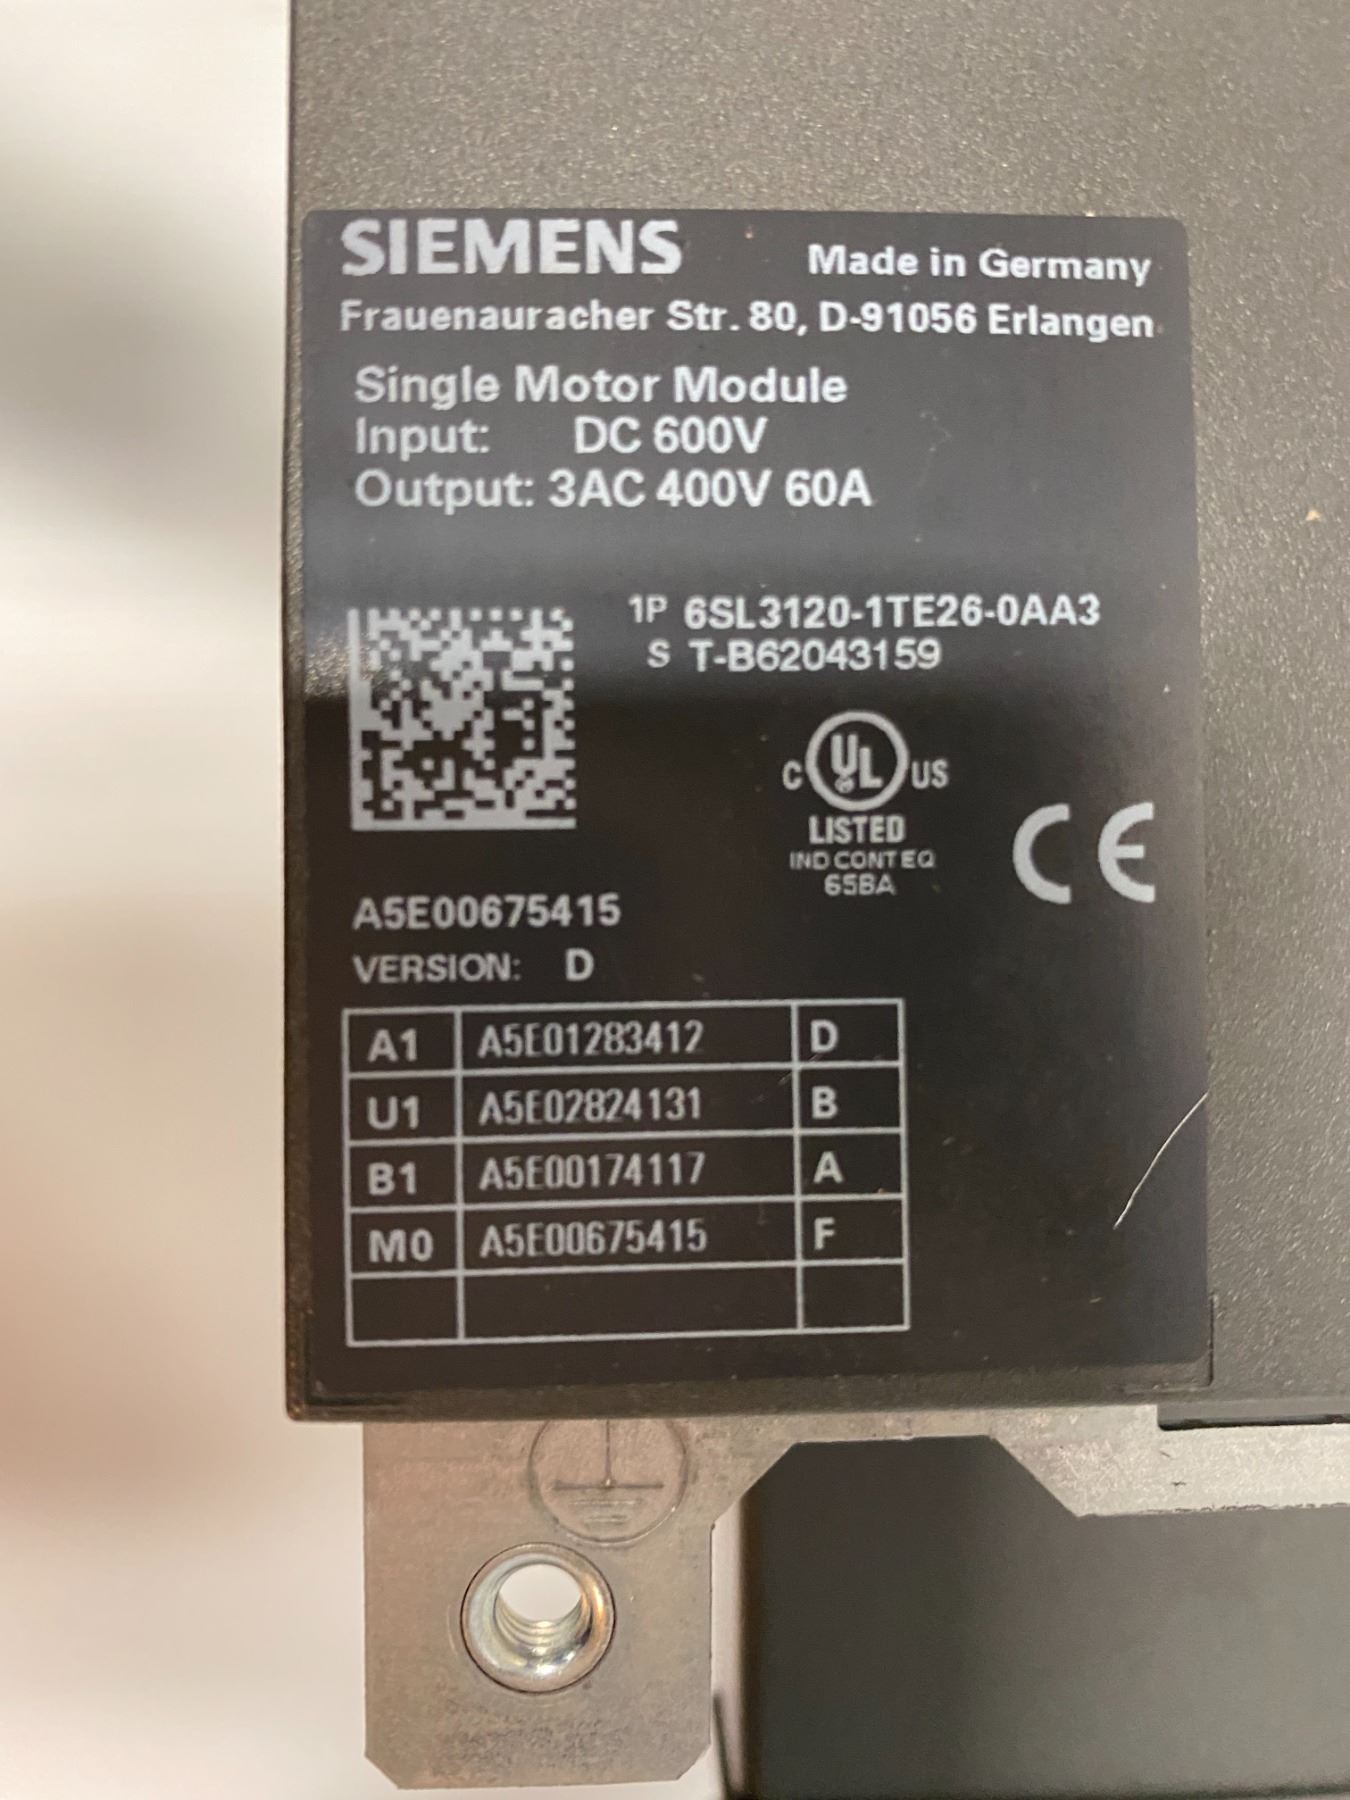 SIEMENS Made in Germany
Frauenauracher Str. 80, D-91056 Erlangen
Single Motor Module
Input: DC 600V
Output: 3AC 400V 60A
1P 6SL3120-1TE26-0AA3
S T-B62043159
C UL US
LISTED
IND CONT EQ
65BA
CE
A5E00675415
VERSION: D
A1 A5E01283412 D
U1 A5E02824131 B
B1 A5E00174117 A
M0 A5E00675415 F